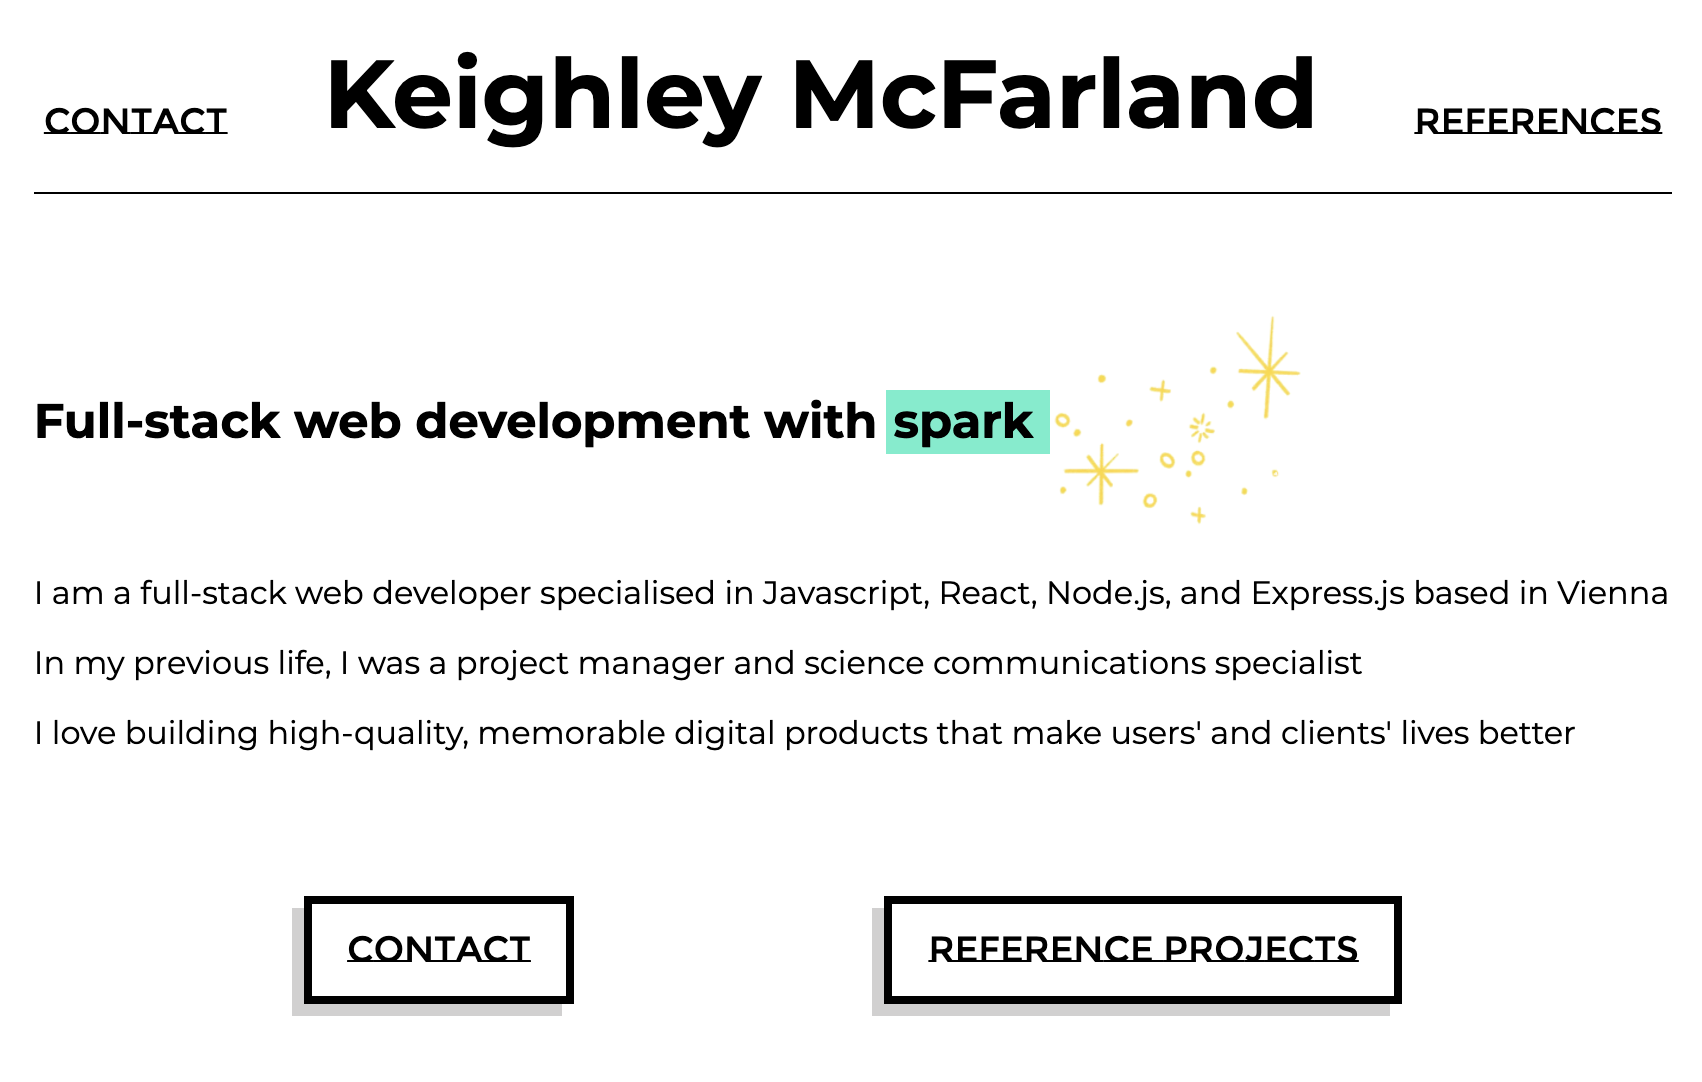 CONTACT
Keighley McFarland
REFERENCES
Full-stack web development with spark
I am a full-stack web developer specialised in Javascript, React, Node.js, and Express.js based in Vienna
In my previous life, I was a project manager and science communications specialist
I love building high-quality, memorable digital products that make users' and clients' lives better
CONTACT
REFERENCE PROJECTS